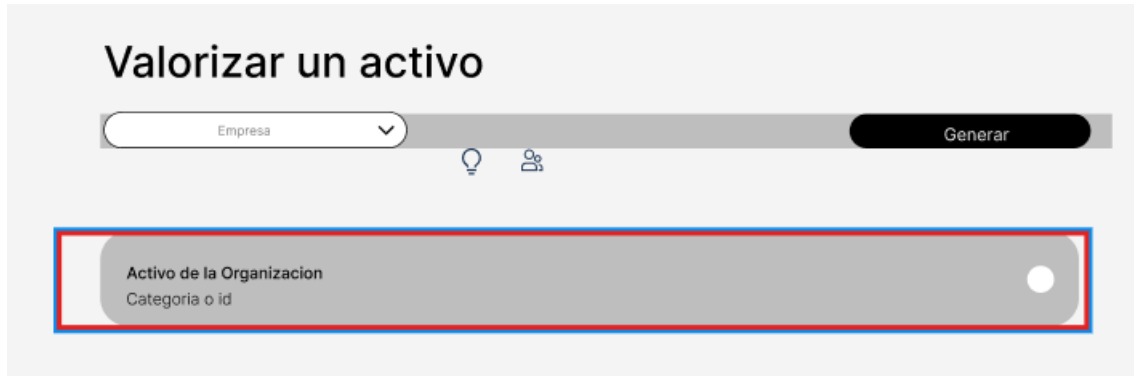 Valorizar un activo
Empresa
Generar
Activo de la Organizacion
Categoria o id